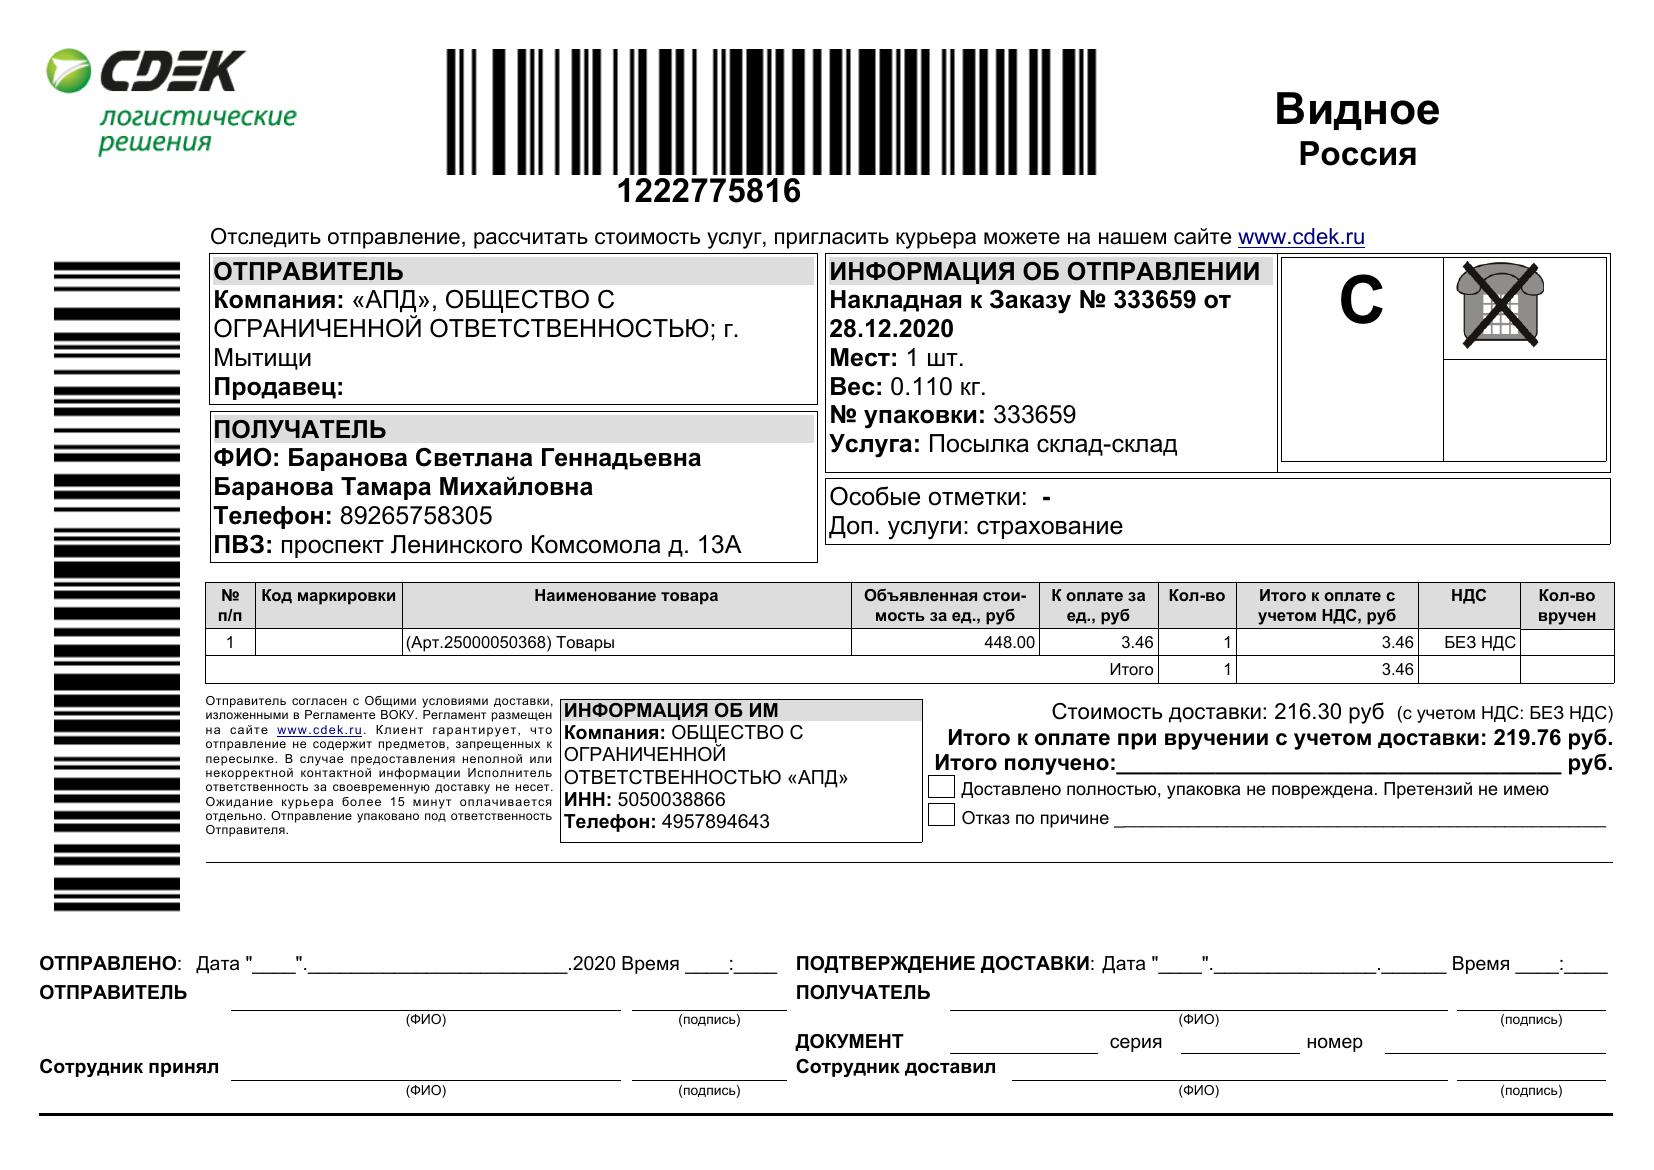 CDEK
логистические
решения
1222775816
Видное
Россия
Отследить отправление, рассчитать стоимость услуг, пригласить курьера можете на нашем сайте www.cdek.ru
ОТПРАВИТЕЛЬ
Компания: «АПД», ОБЩЕСТВО С
ОГРАНИЧЕННОЙ ОТВЕТСТВЕННОСТЬЮ; г.
Мытищи
Продавец:
ПОЛУЧАТЕЛЬ
ФИО: Баранова Светлана Геннадьевна
Баранова Тамара Михайловна
Телефон: 89265758305
ПВЗ: проспект Ленинского Комсомола д. 13А
ИНФОРМАЦИЯ ОБ ОТПРАВЛЕНИИ
Накладная к Заказу № 333659 от
28.12.2020
Мест: 1 шт.
Вес: 0.110 кг.
№ упаковки: 333659
Услуга: Посылка склад-склад
С
Особые отметки: -
Доп. услуги: страхование
№ Код маркировки Наименование товара Объявленная стои- К оплате за Кол-во Итого к оплате с НДС Кол-во
п/п мость за ед., руб ед., руб учетом НДС, руб вручен
1 (Арт.25000050368) Товары 448.00 3.46 1 3.46 БЕЗ НДС
Итого 1 3.46
Отправитель согласен с Общими условиями доставки,
изложенными в Регламенте ВОКУ. Регламент размещен
на сайте www.cdek.ru. Клиент гарантирует, что
отправление не содержит предметов, запрещенных к
пересылке. В случае предоставления неполной или
некорректной контактной информации Исполнитель
ответственность за своевременную доставку не несет.
Ожидание курьера более 15 минут оплачивается
отдельно. Отправление упаковано под ответственность
Отправителя.
ИНФОРМАЦИЯ ОБ ИМ
Компания: ОБЩЕСТВО С
ОГРАНИЧЕННОЙ
ОТВЕТСТВЕННОСТЬЮ «АПД»
ИНН: 5050038866
Телефон: 4957894643
Стоимость доставки: 216.30 руб (с учетом НДС: БЕЗ НДС)
Итого к оплате при вручении с учетом доставки: 219.76 руб.
Итого получено:____________________________________ руб.
Доставлено полностью, упаковка не повреждена. Претензий не имею
Отказ по причине ______________________________________________
ОТПРАВЛЕНО: Дата "____".________________________.2020 Время ____:____
ОТПРАВИТЕЛЬ
(ФИО) (подпись)
Сотрудник принял
(ФИО) (подпись)
ПОДТВЕРЖДЕНИЕ ДОСТАВКИ: Дата "____"._______________.______ Время ____:____
ПОЛУЧАТЕЛЬ
(ФИО) (подпись)
ДОКУМЕНТ серия номер
Сотрудник доставил
(ФИО) (подпись)